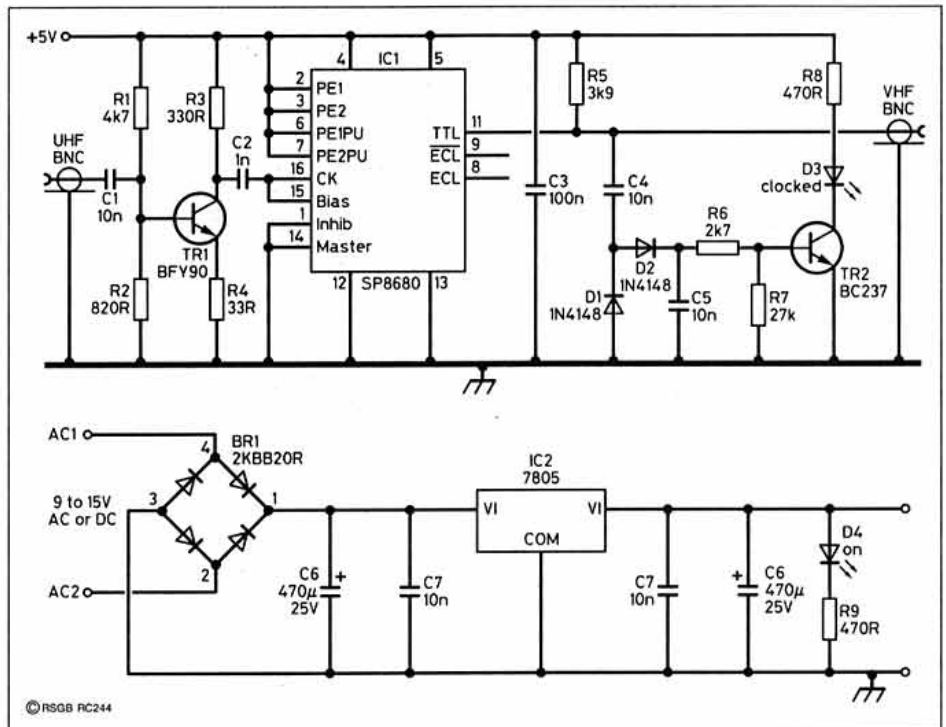 +5V
IC1
4
5
R1
4k7
R3
330R
2 PE1
3 PE2
6 PE1PU
7 PE2PU
16 CK
15 Bias
1 Inhib
14 Master
TTL 11
ECL 9
ECL 8
12
SP8680
13
UHF
BNC
C1
10n
C2
1n
TR1
BFY90
R2
820R
R4
33R
C3
100n
R5
3k9
C4
10n
D1
1N4148
D2
1N4148
C5
10n
R6
2k7
R7
27k
R8
470R
D3
clocked
TR2
BC237
VHF
BNC
AC1
9 to 15V
AC or DC
AC2
BR1
2KBB20R
4
3
1
2
C6
470µ
25V
+
C7
10n
IC2
7805
VI
VI
COM
C7
10n
+
C6
470µ
25V
D4
on
R9
470R
© RSGB RC244